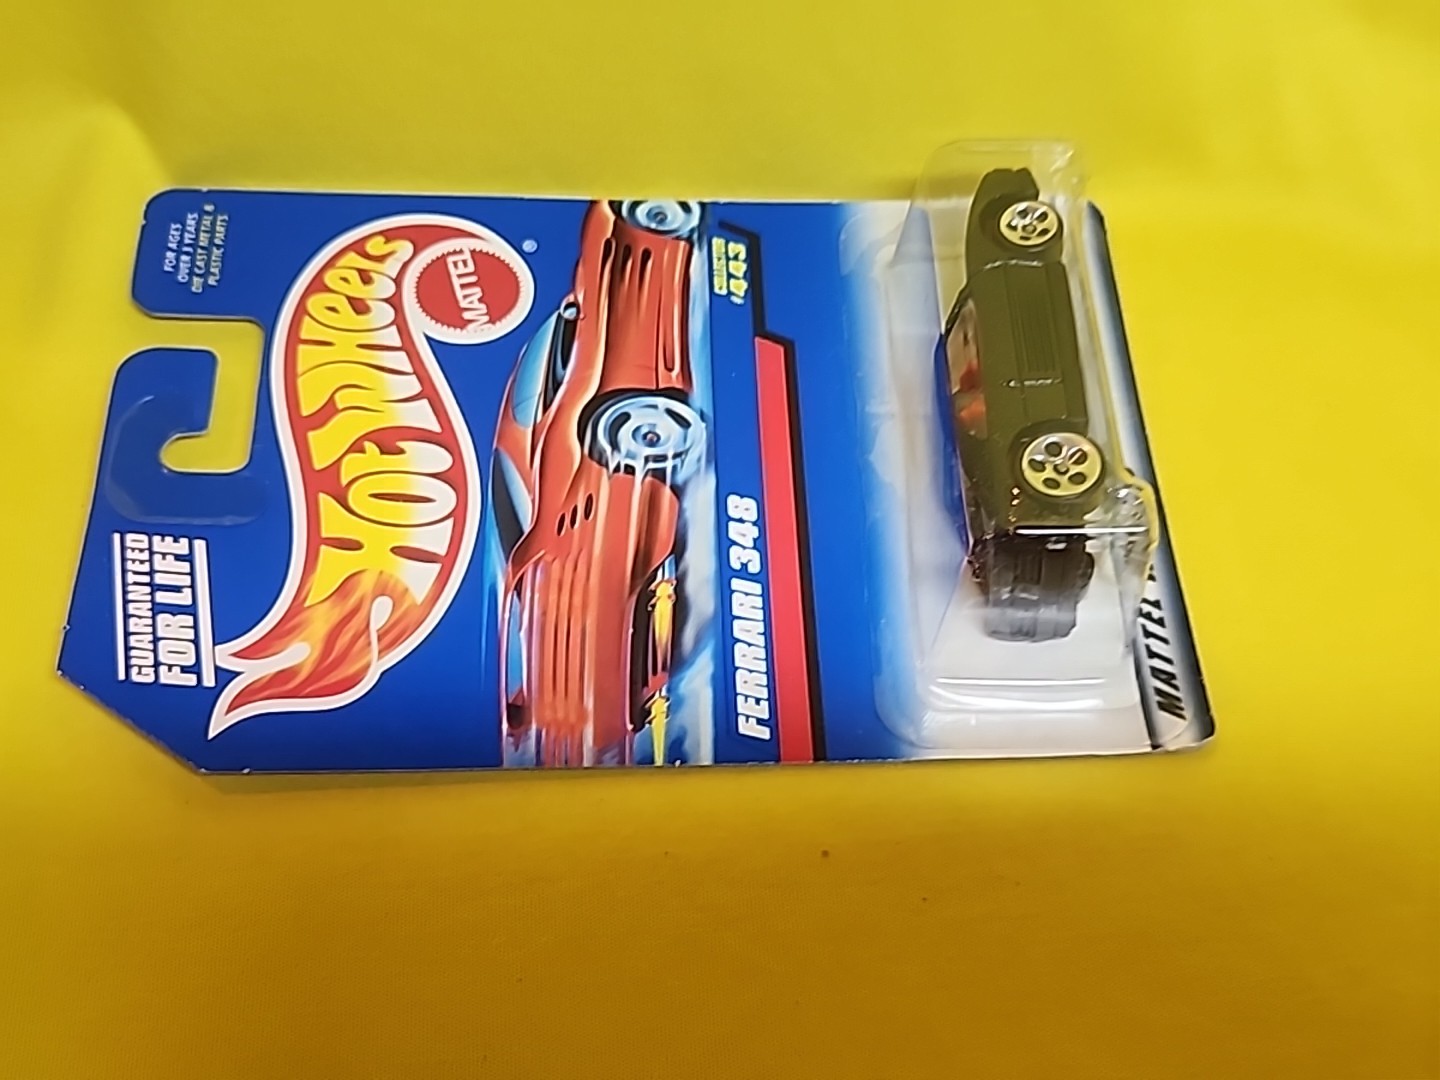 FOR AGES
OVER 3 YEARS
DIE CAST METAL &
PLASTIC PARTS
GUARANTEED
FOR LIFE
Hot Wheels
®
MATTEL
COLLECTOR
#443
FERRARI 348
MATTEL